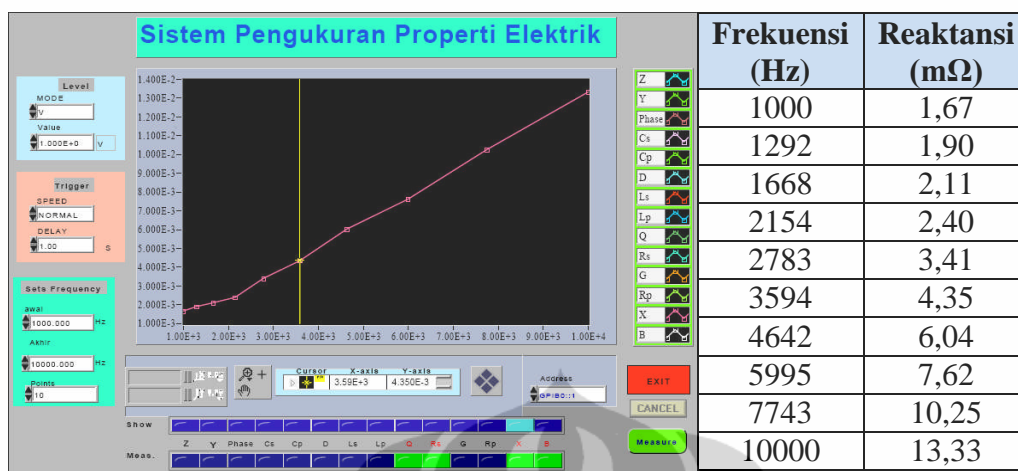 Sistem Pengukuran Properti Elektrik
Level
MODE
V
Value
1.000E+0 V
Trigger
SPEED
NORMAL
DELAY
1.00 S
Sets Frequency
awal
1000.000 Hz
Akhir
10000.000 Hz
Points
10
1.400E-2
1.300E-2
1.200E-2
1.100E-2
1.000E-2
9.000E-3
8.000E-3
7.000E-3
6.000E-3
5.000E-3
4.000E-3
3.000E-3
2.000E-3
1.000E-3
1.00E+3 2.00E+3 3.00E+3 4.00E+3 5.00E+3 6.00E+3 7.00E+3 8.00E+3 9.00E+3 1.00E+4
Z
Y
Phase
Cs
Cp
D
Ls
Lp
Q
Rs
G
Rp
X
B
Cursor X-axis Y-axis
3.59E+3 4.350E-3
Address
GPIB0::1
EXIT
CANCEL
Measure
Show
Z Y Phase Cs Cp D Ls Lp Q Rs G Rp X B
Meas.
Frekuensi (Hz) Reaktansi (mΩ)
1000 1,67
1292 1,90
1668 2,11
2154 2,40
2783 3,41
3594 4,35
4642 6,04
5995 7,62
7743 10,25
10000 13,33